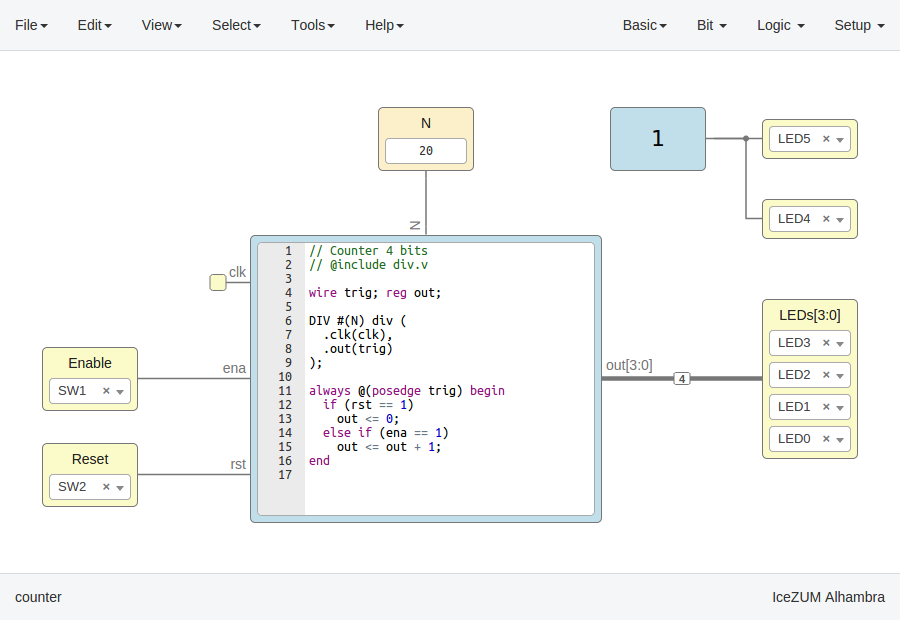 File Edit View Select Tools Help Basic Bit Logic Setup
N
20
N
1
LED5 ×
LED4 ×
clk
Enable
SW1 ×
ena
Reset
SW2 ×
rst
1 // Counter 4 bits
2 // @include div.v
3
4 wire trig; reg out;
5
6 DIV #(N) div (
7   .clk(clk),
8   .out(trig)
9 );
10
11 always @(posedge trig) begin
12   if (rst == 1)
13     out <= 0;
14   else if (ena == 1)
15     out <= out + 1;
16 end
17
out[3:0]
4
LEDs[3:0]
LED3 ×
LED2 ×
LED1 ×
LED0 ×
counter
IceZUM Alhambra